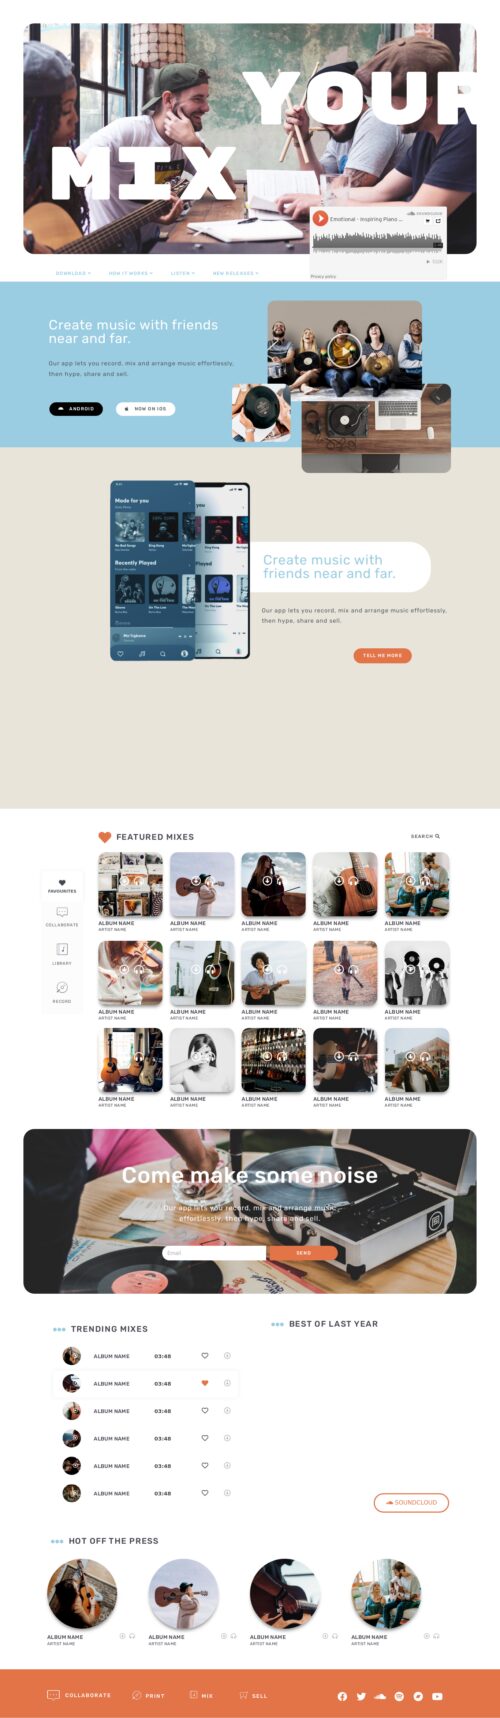 YOUR
MIX
SOUNDCLOUD
Emotional - Inspiring Piano ...
Privacy policy
DOWNLOAD
HOW IT WORKS
LISTEN
NEW RELEASES
Create music with friends
near and far.
Our app lets you record, mix and arrange music effortlessly,
then hype, share and sell.
ANDROID
NOW ON IOS
Made for you
Recently Played
Create music with
friends near and far.
Our app lets you record, mix and arrange music effortlessly,
then hype, share and sell.
TELL ME MORE
FEATURED MIXES
SEARCH
FAVOURITES
COLLABORATE
LIBRARY
RECORD
ALBUM NAME ALBUM NAME ALBUM NAME ALBUM NAME ALBUM NAME
ARTIST NAME ARTIST NAME ARTIST NAME ARTIST NAME ARTIST NAME
ALBUM NAME ALBUM NAME ALBUM NAME ALBUM NAME ALBUM NAME
ARTIST NAME ARTIST NAME ARTIST NAME ARTIST NAME ARTIST NAME
ALBUM NAME ALBUM NAME ALBUM NAME ALBUM NAME ALBUM NAME
ARTIST NAME ARTIST NAME ARTIST NAME ARTIST NAME ARTIST NAME
Come make some noise
Our app lets you record, mix and arrange music
effortlessly, then hype, share and sell.
Email
SEND
TRENDING MIXES
ALBUM NAME 03:48
ALBUM NAME 03:48
ALBUM NAME 03:48
ALBUM NAME 03:48
ALBUM NAME 03:48
ALBUM NAME 03:48
BEST OF LAST YEAR
SOUNDCLOUD
HOT OFF THE PRESS
ALBUM NAME ALBUM NAME ALBUM NAME ALBUM NAME
ARTIST NAME ARTIST NAME ARTIST NAME ARTIST NAME
COLLABORATE
PRINT
MIX
SELL